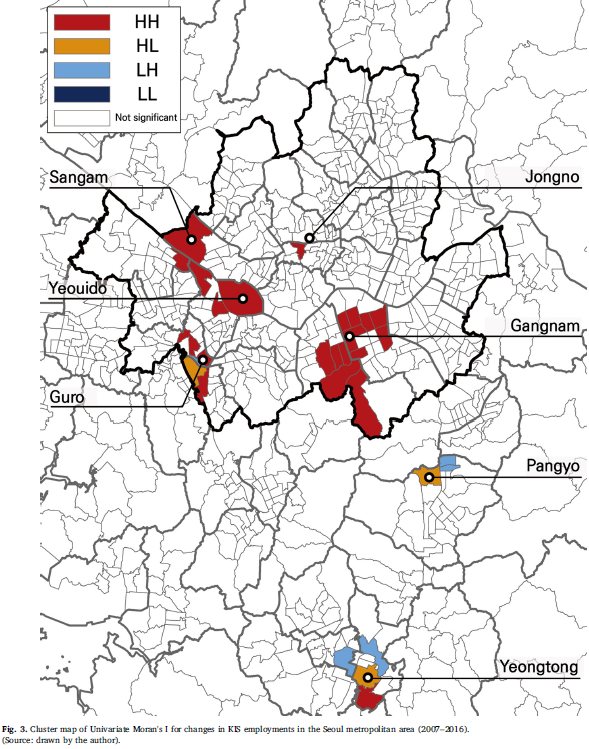 HH
HL
LH
LL
Not significant
Sangam
Jongno
Yeouido
Gangnam
Guro
Pangyo
Yeongtong
Fig. 3. Cluster map of Univariate Moran's I for changes in KIS employments in the Seoul metropolitan area (2007–2016).
(Source: drawn by the author).